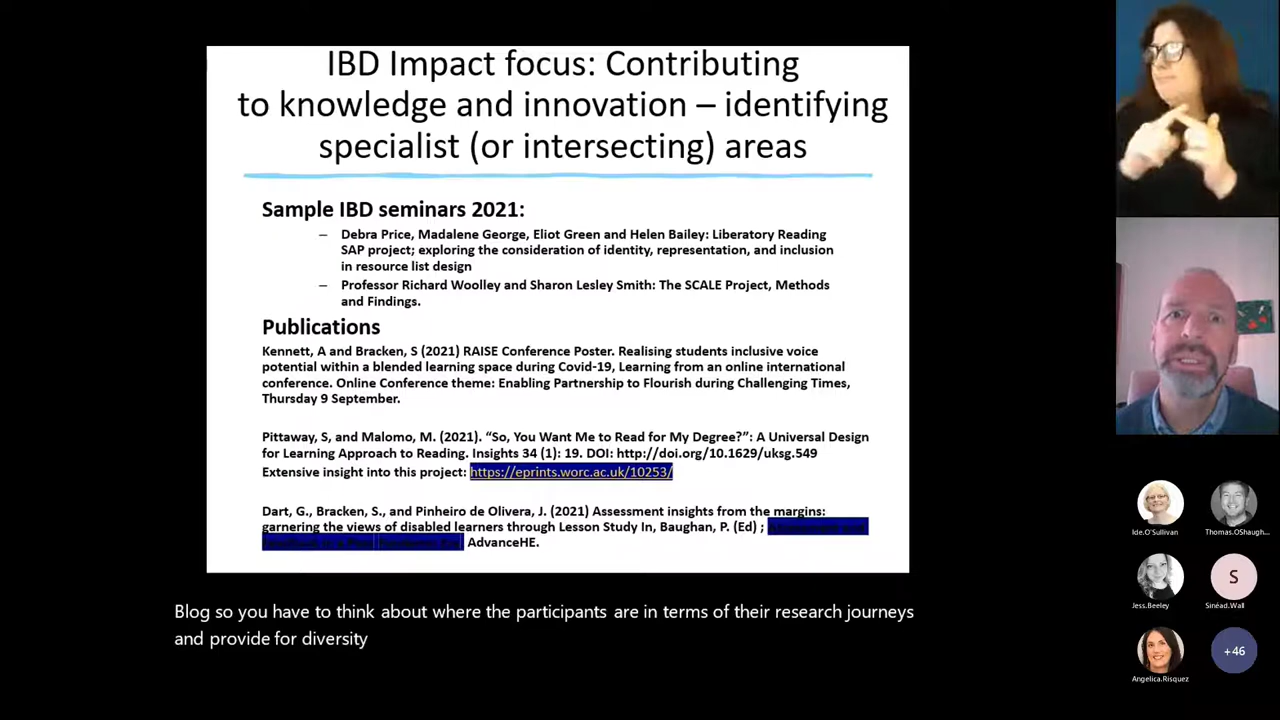 IBD Impact focus: Contributing
to knowledge and innovation – identifying
specialist (or intersecting) areas
Sample IBD seminars 2021:
– Debra Price, Madalene George, Eliot Green and Helen Bailey: Liberatory Reading
SAP project; exploring the consideration of identity, representation, and inclusion
in resource list design
– Professor Richard Woolley and Sharon Lesley Smith: The SCALE Project, Methods
and Findings.
Publications
Kennett, A and Bracken, S (2021) RAISE Conference Poster. Realising students inclusive voice
potential within a blended learning space during Covid-19, Learning from an online international
conference. Online Conference theme: Enabling Partnership to Flourish during Challenging Times,
Thursday 9 September.
Pittaway, S, and Malomo, M. (2021). “So, You Want Me to Read for My Degree?”: A Universal Design
for Learning Approach to Reading. Insights 34 (1): 19. DOI: http://doi.org/10.1629/uksg.549
Extensive insight into this project: https://eprints.worc.ac.uk/10253/
Dart, G., Bracken, S., and Pinheiro de Olivera, J. (2021) Assessment insights from the margins:
garnering the views of disabled learners through Lesson Study In, Baughan, P. (Ed) ;
AdvanceHE.
Blog so you have to think about where the participants are in terms of their research journeys
and provide for diversity
Ide.O'Sullivan
Thomas.OShaugh...
Jess.Beeley
S
Sinéad.Wall
Angelica.Risquez
+46